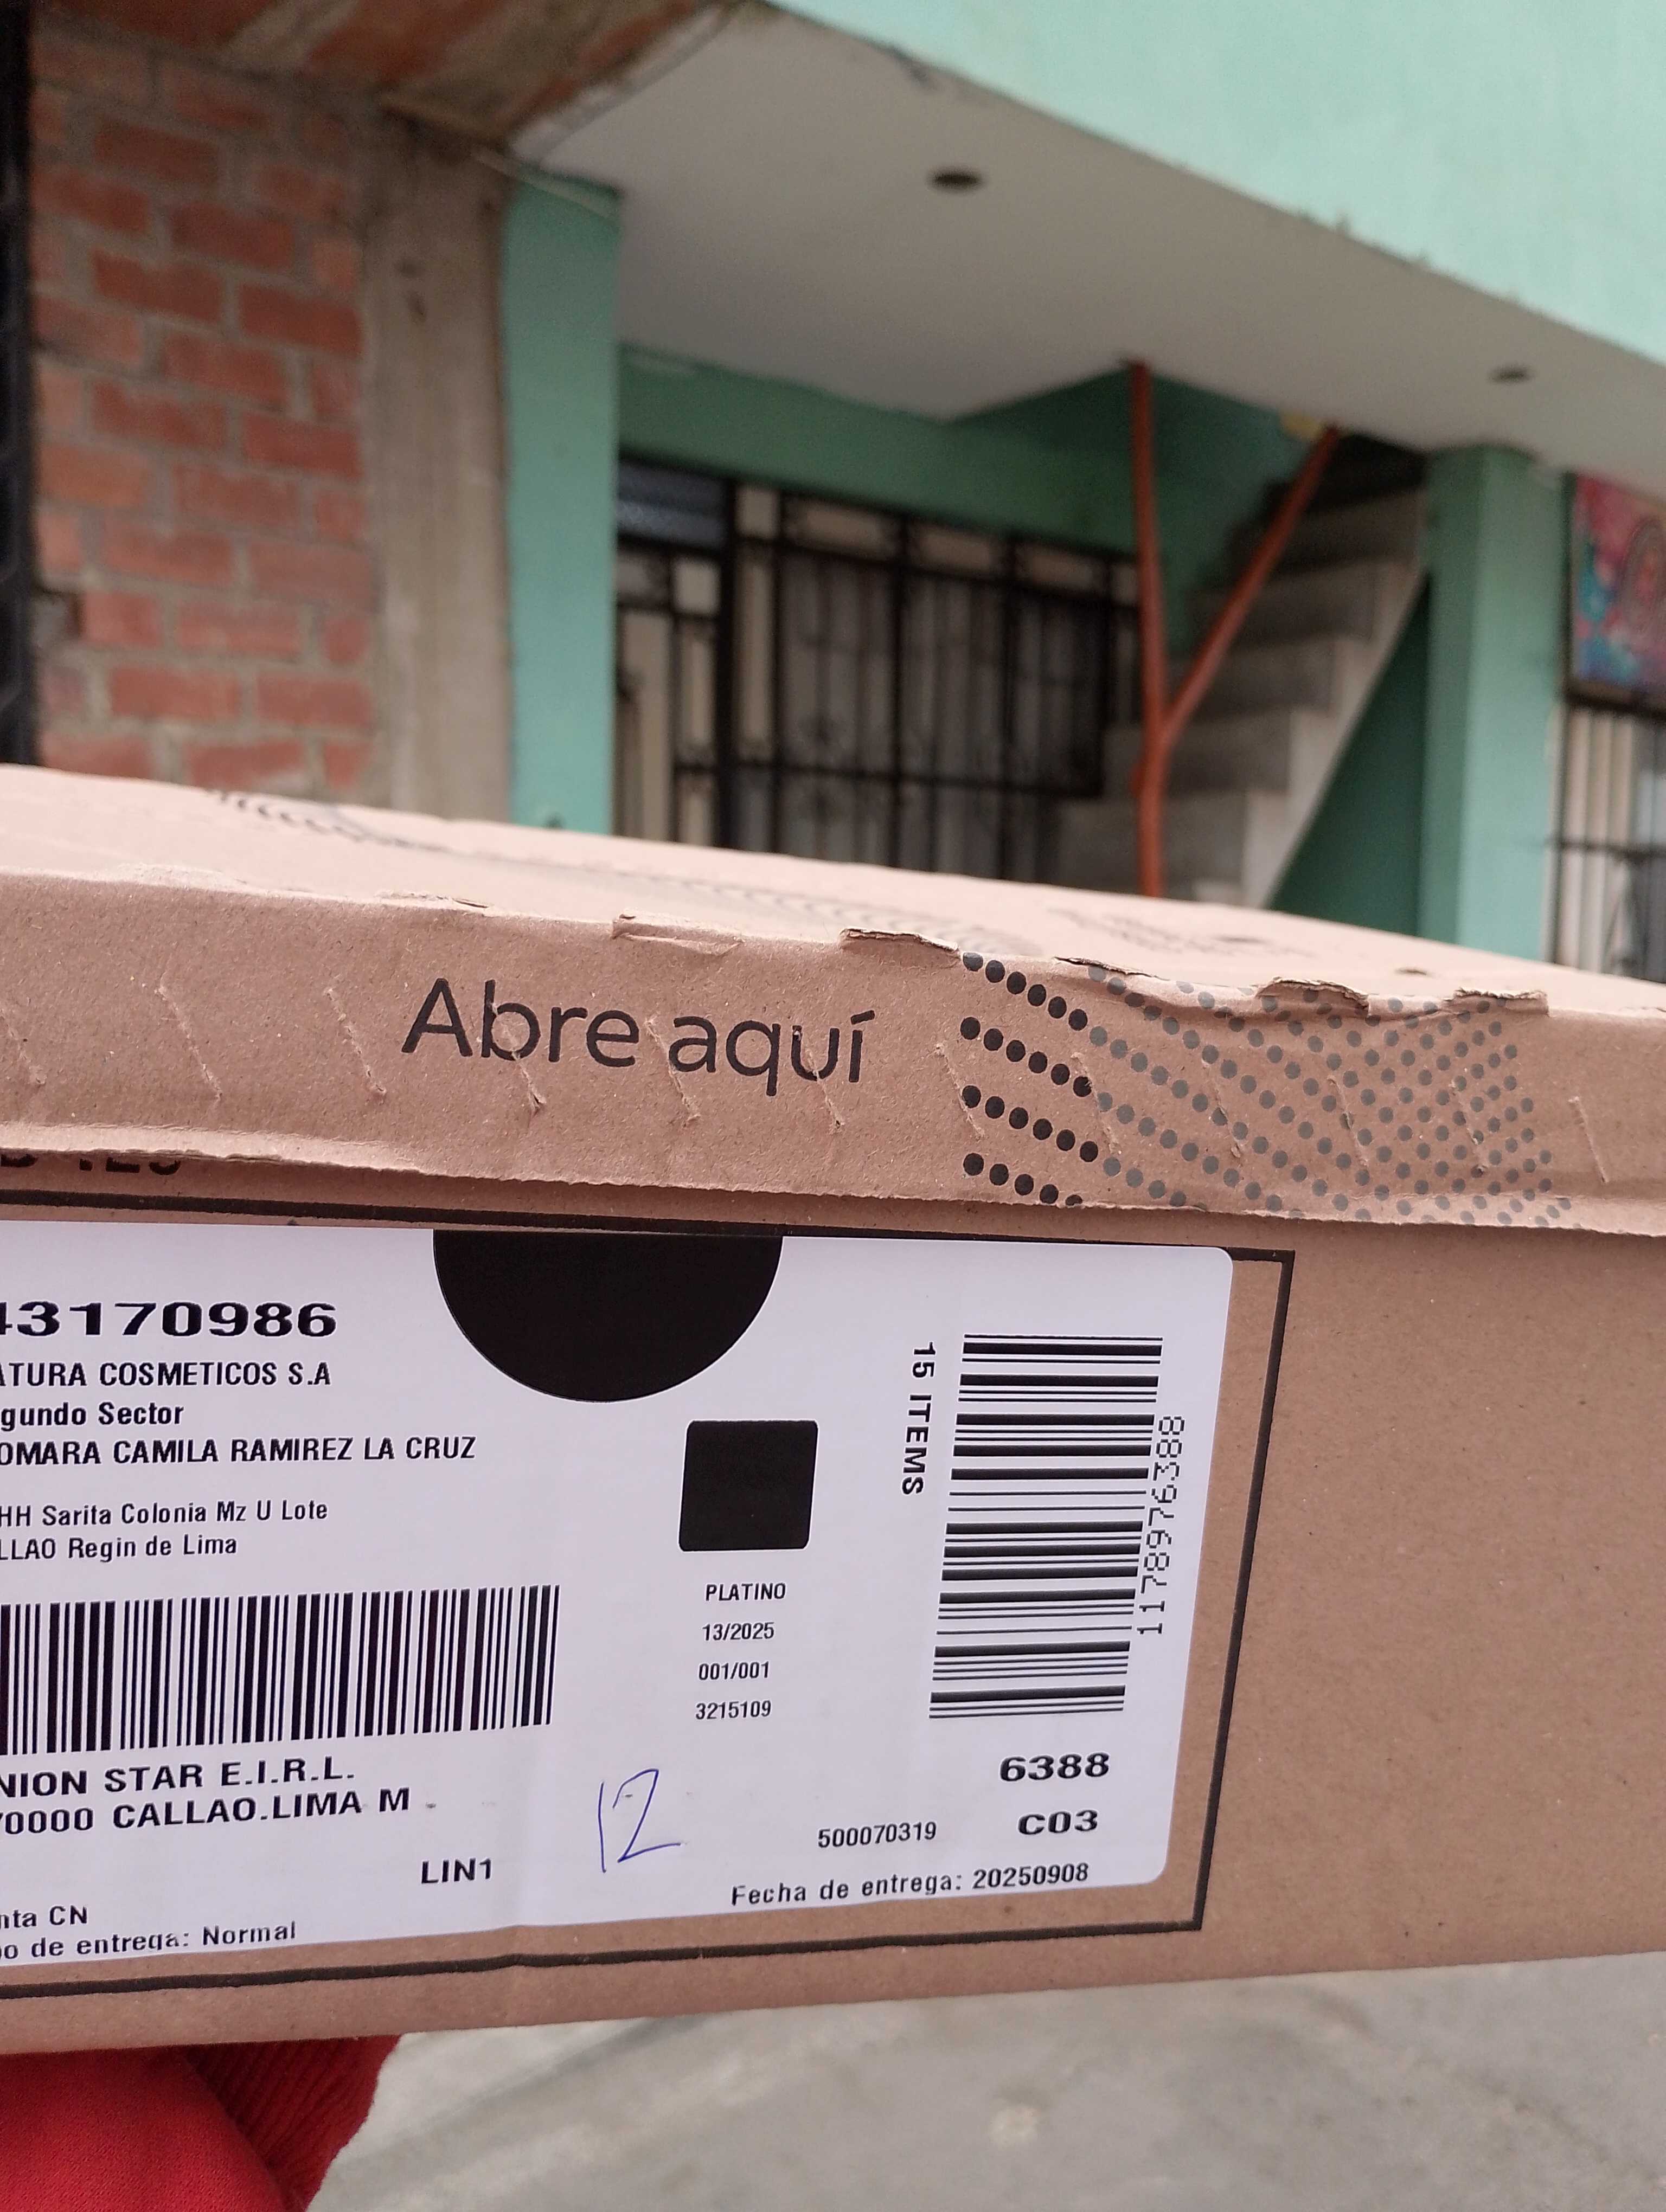 Abre aquí
43170986
ATURA COSMETICOS S.A
gundo Sector
OMARA CAMILA RAMIREZ LA CRUZ
HH Sarita Colonia Mz U Lote
LLAO Regin de Lima
NION STAR E.I.R.L.
70000 CALLAO.LIMA M
LIN1
nta CN
po de entrega: Normal
PLATINO
13/2025
001/001
3215109
12
15 ITEMS
1178976388
6388
500070319
C03
Fecha de entrega: 20250908